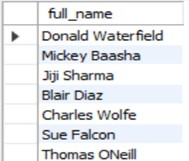 full_name
Donald Waterfield
Mickey Baasha
Jiji Sharma
Blair Diaz
Charles Wolfe
Sue Falcon
Thomas ONeill